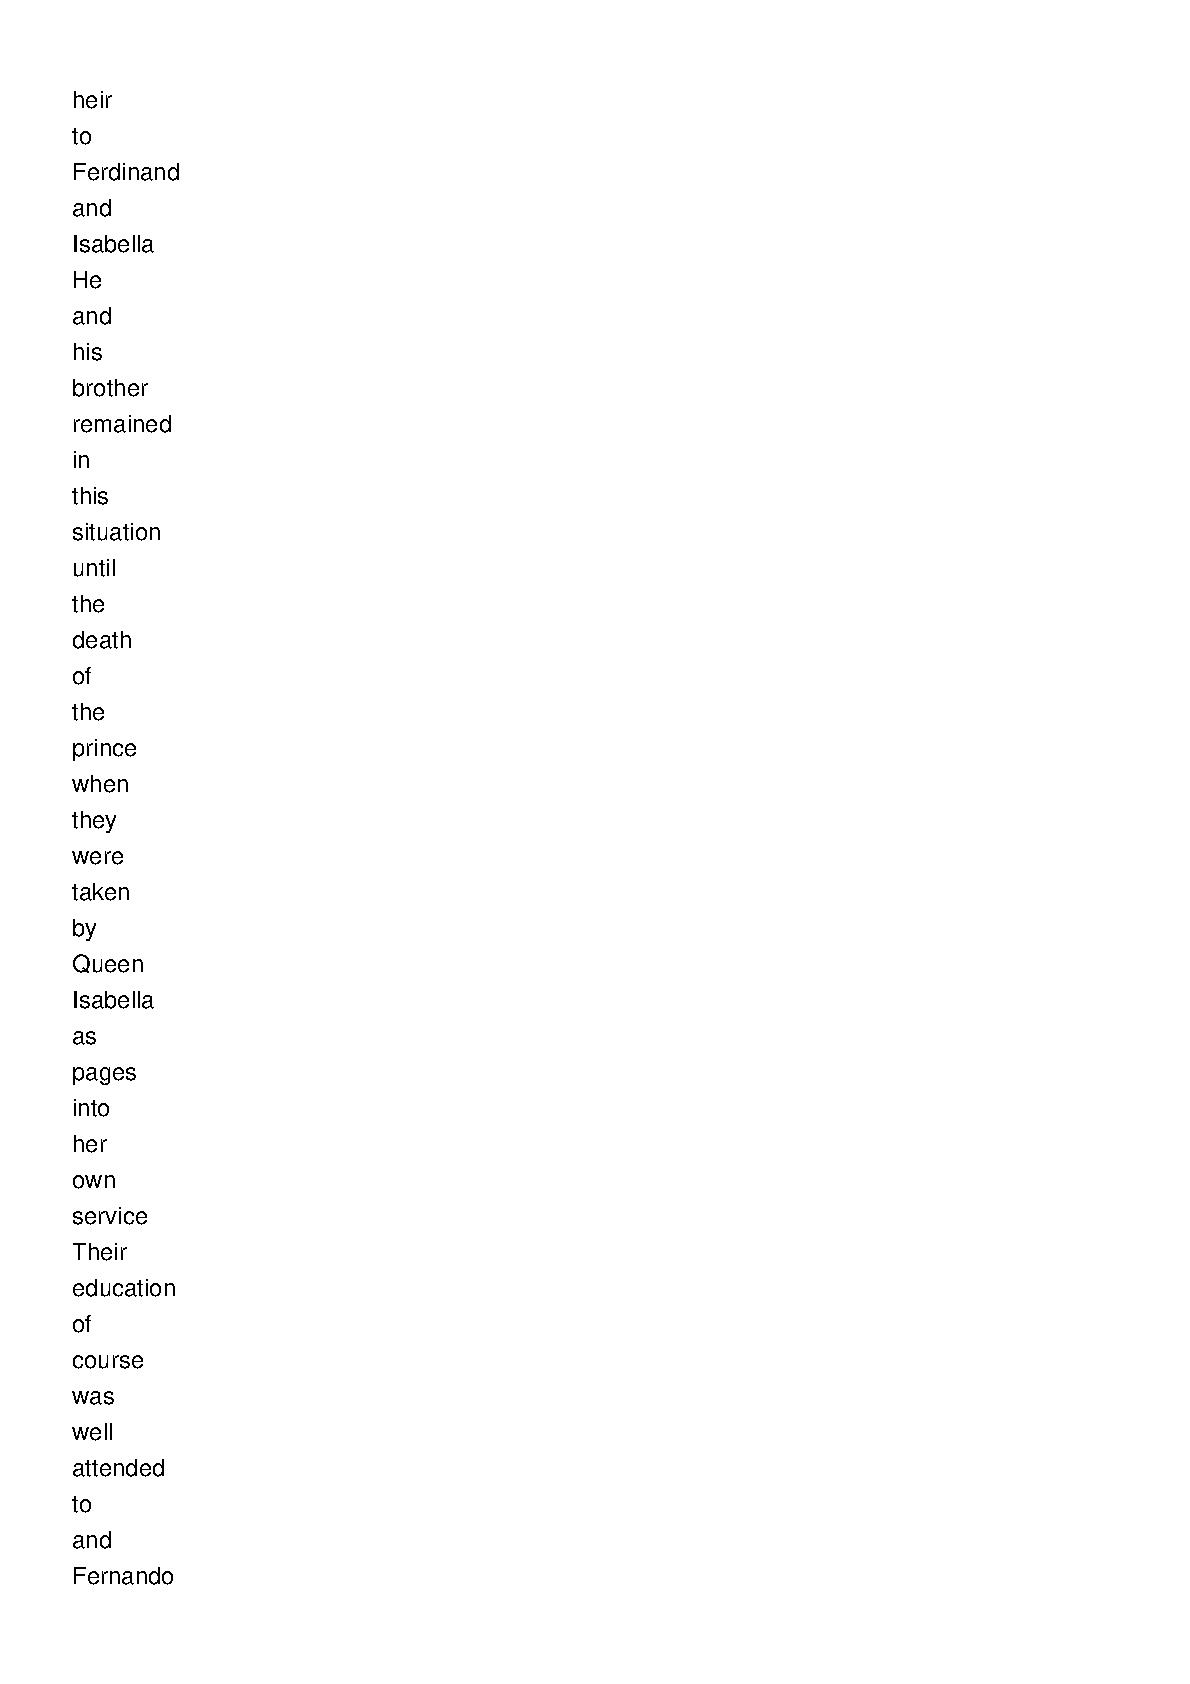 heir
to
Ferdinand
and
Isabella
He
and
his
brother
remained
in
this
situation
until
the
death
of
the
prince
when
they
were
taken
by
Queen
Isabella
as
pages
into
her
own
service
Their
education
of
course
was
well
attended
to
and
Fernando